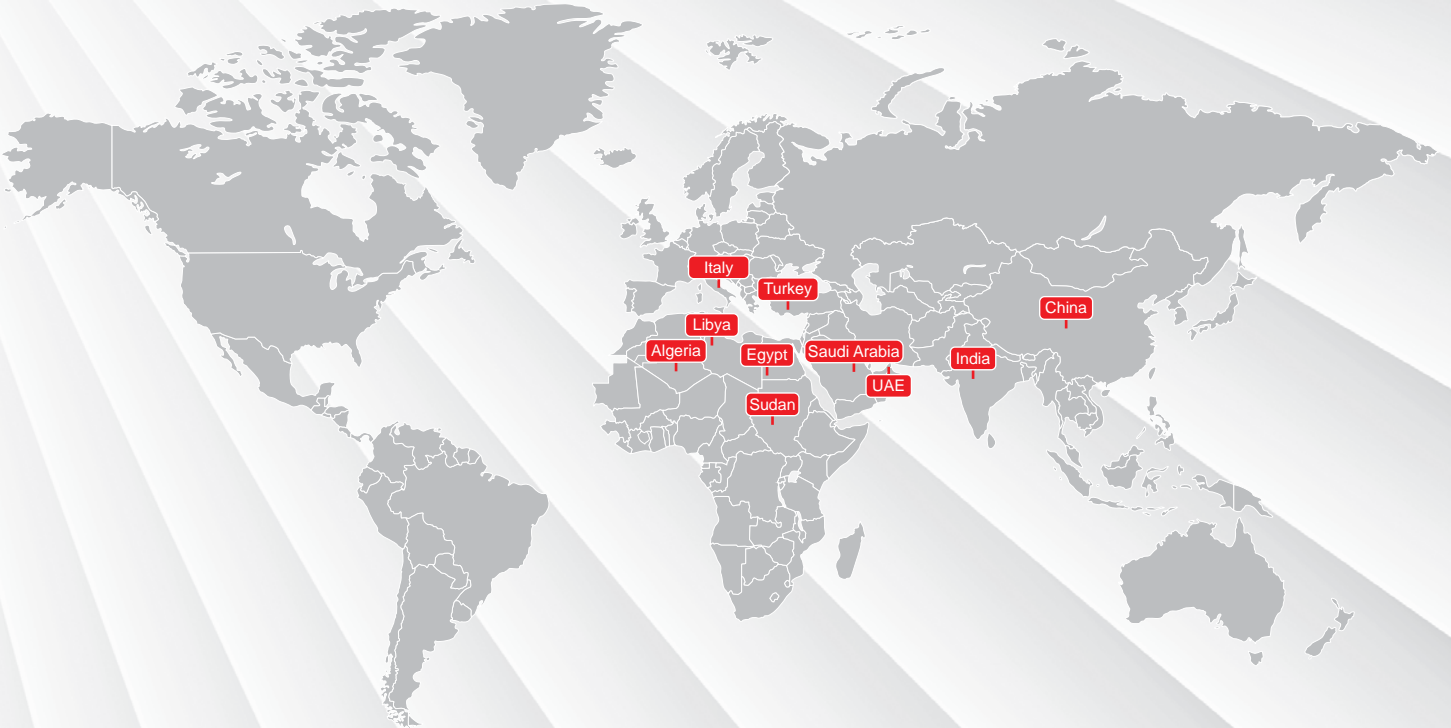 Italy
Turkey
China
Libya
Algeria
Egypt
Saudi Arabia
India
UAE
Sudan